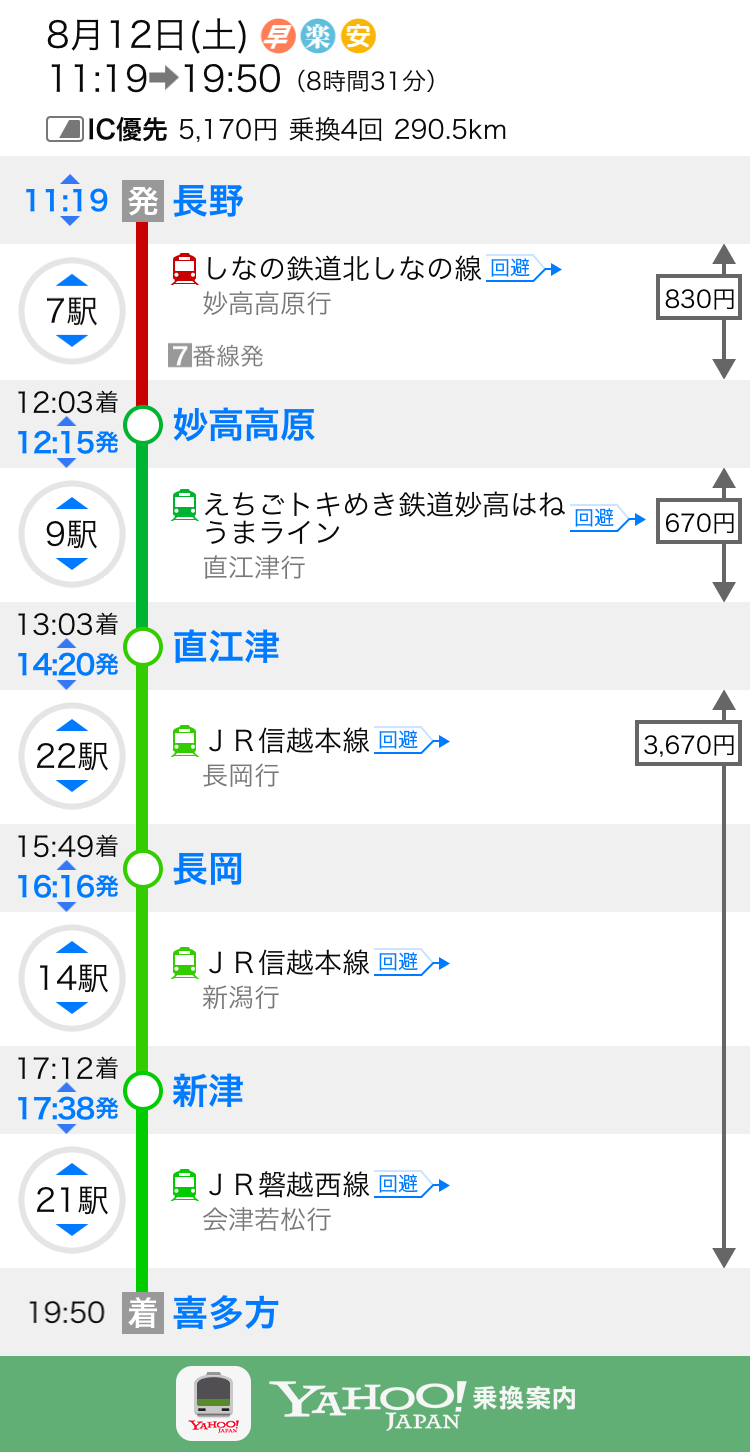 8月12日(土) 早 楽 安
11:19➡19:50（8時間31分）
IC優先 5,170円 乗換4回 290.5km
11:19 発 長野
しなの鉄道北しなの線 回避
7駅
妙高高原行
830円
7番線発
12:03着
12:15発
妙高高原
えちごトキめき鉄道妙高はね
うまライン
回避
670円
9駅
直江津行
13:03着
14:20発
直江津
ＪＲ信越本線 回避
3,670円
22駅
長岡行
15:49着
16:16発
長岡
ＪＲ信越本線 回避
14駅
新潟行
17:12着
17:38発
新津
ＪＲ磐越西線 回避
21駅
会津若松行
19:50 着 喜多方
YAHOO!
JAPAN
YAHOO!
JAPAN
乗換案内